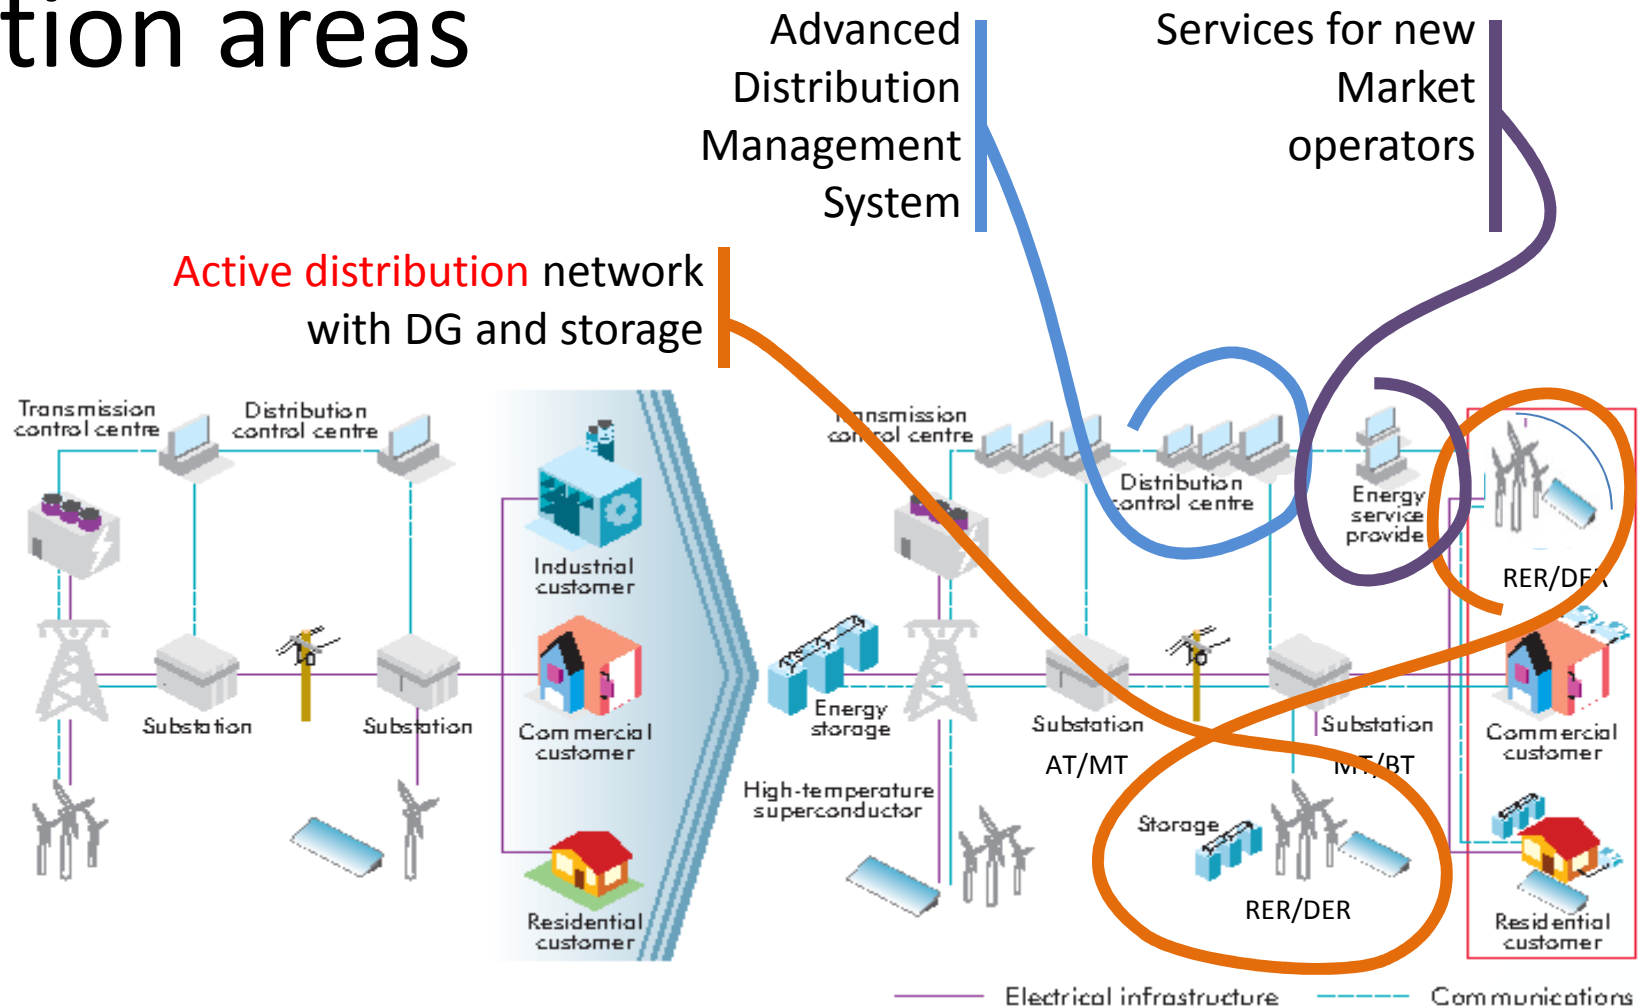 tion areas
Advanced
Distribution
Management
System
Services for new
Market
operators
Active distribution network
with DG and storage
Transmission
control centre
Distribution
control centre
Industrial
customer
Substation
Substation
Commercial
customer
Residential
customer
control centre
Distribution
control centre
Energy
service
provide
RER/DER
Energy
storage
Substation
AT/MT
Substation
MT/BT
Commercial
customer
High-temperature
superconductor
Storage
RER/DER
Residential
customer
Electrical infrastructure
Communications